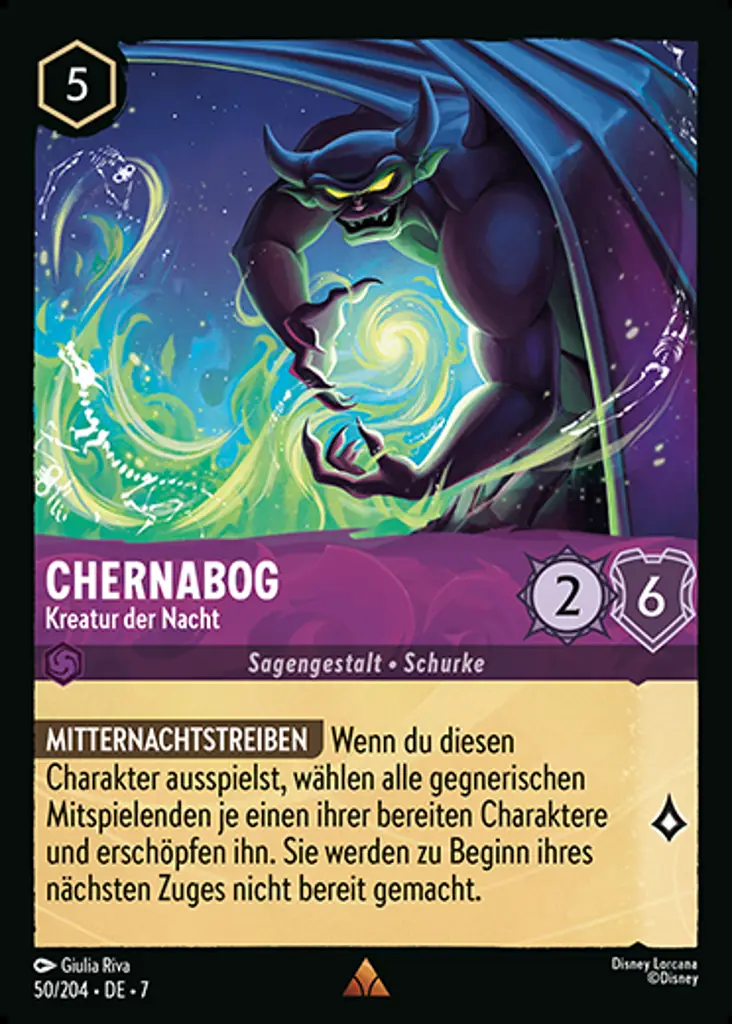 5
CHERNABOG
Kreatur der Nacht
2
6
Sagengestalt • Schurke
MITTERNACHTSTREIBEN Wenn du diesen
Charakter ausspielst, wählen alle gegnerischen
Mitspielenden je einen ihrer bereiten Charaktere
und erschöpfen ihn. Sie werden zu Beginn ihres
nächsten Zuges nicht bereit gemacht.
Giulia Riva
50/204 • DE • 7
Disney Lorcana
©Disney